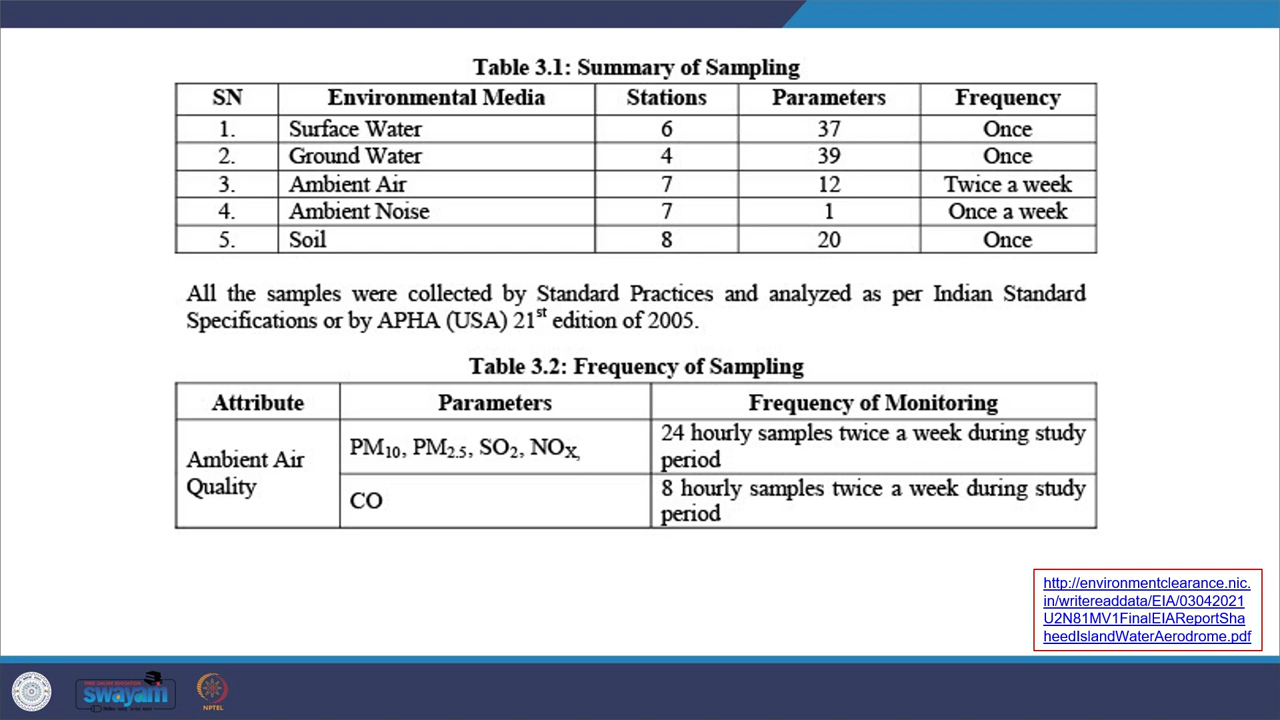 Table 3.1: Summary of Sampling
SN Environmental Media Stations Parameters Frequency
1. Surface Water 6 37 Once
2. Ground Water 4 39 Once
3. Ambient Air 7 12 Twice a week
4. Ambient Noise 7 1 Once a week
5. Soil 8 20 Once
All the samples were collected by Standard Practices and analyzed as per Indian Standard
Specifications or by APHA (USA) 21st edition of 2005.
Table 3.2: Frequency of Sampling
Attribute Parameters Frequency of Monitoring
Ambient Air Quality PM10, PM2.5, SO2, NOX, 24 hourly samples twice a week during study period
CO 8 hourly samples twice a week during study period
http://environmentclearance.nic.
in/writereaddata/EIA/03042021
U2N81MV1FinalEIAReportSha
heedIslandWaterAerodrome.pdf
swayam
NPTEL